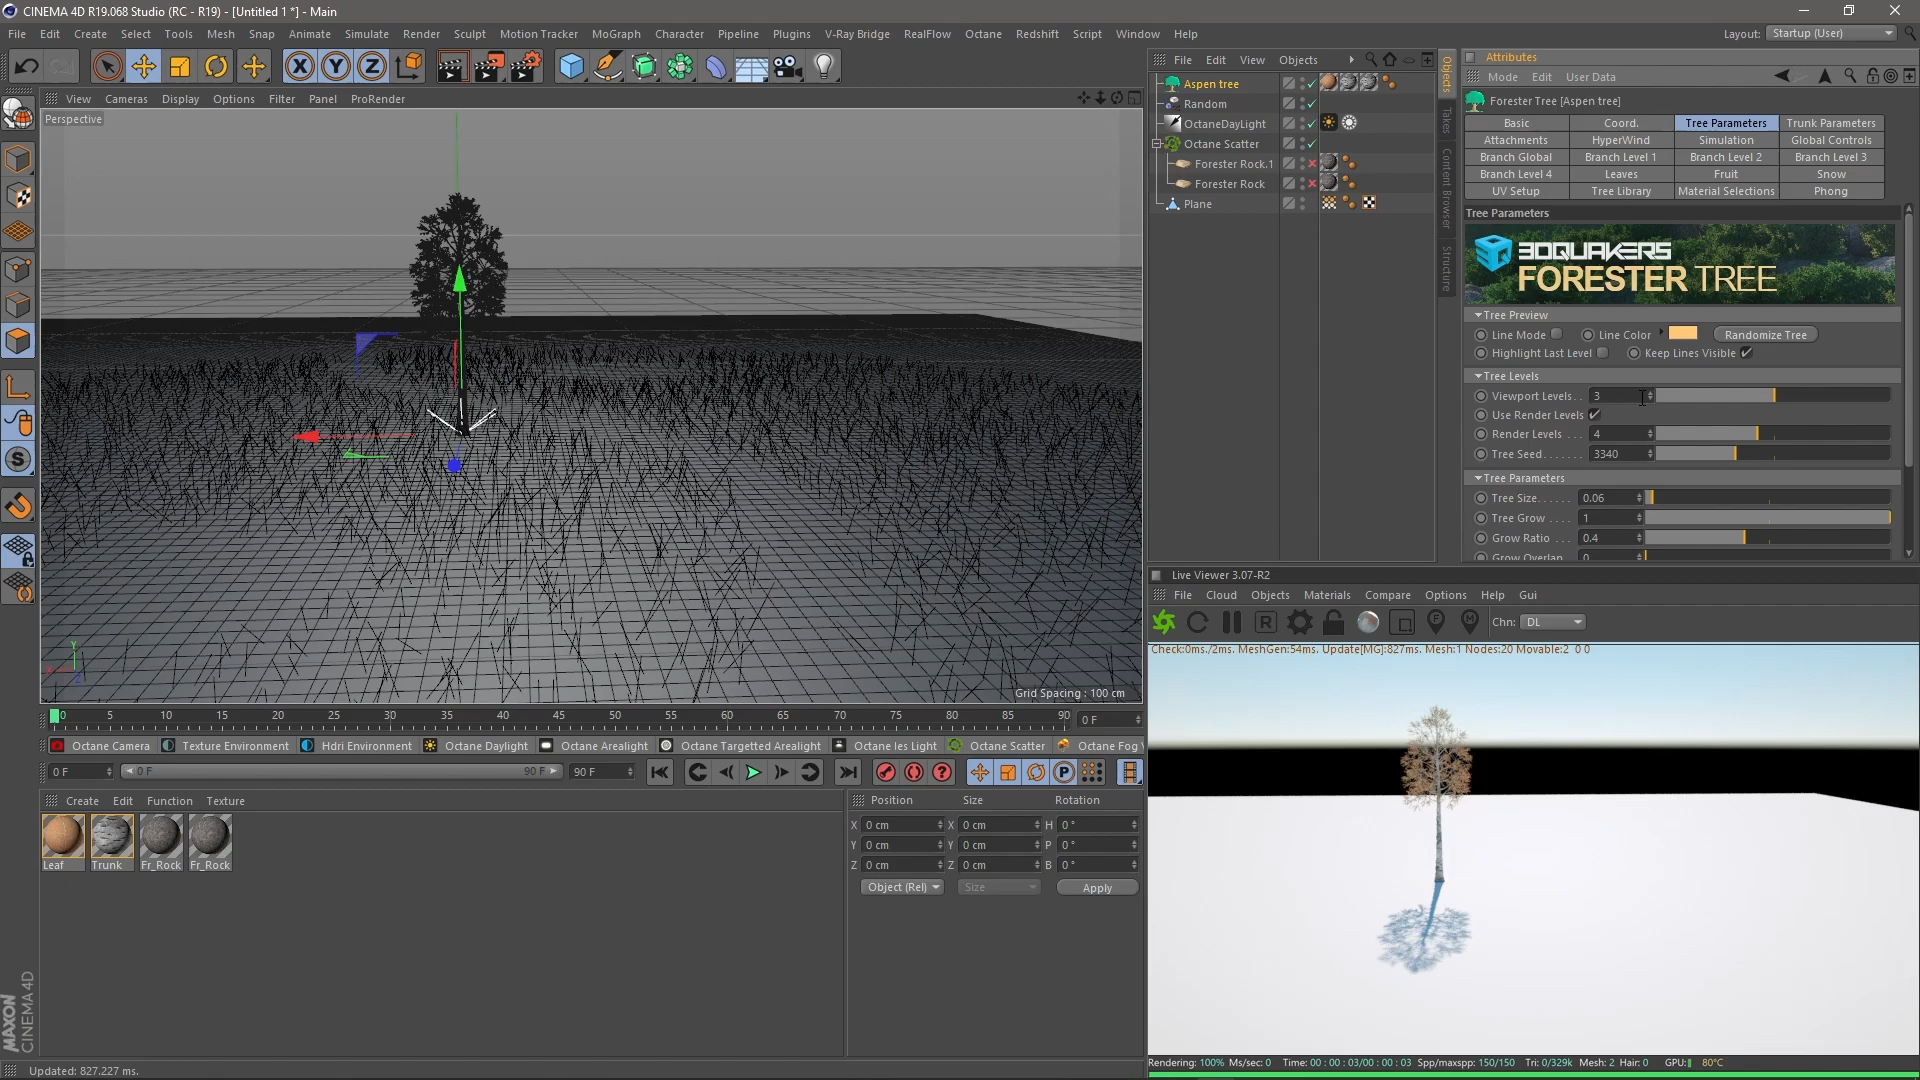 CINEMA 4D R19.068 Studio (RC - R19) - [Untitled 1 *] - Main
File Edit Create Select Tools Mesh Snap Animate Simulate Render Sculpt Motion Tracker MoGraph Character Pipeline Plugins V-Ray Bridge RealFlow Octane Redshift Script Window Help
Layout: Startup (User)
X Y Z
View Cameras Display Options Filter Panel ProRender
Perspective
Y
Grid Spacing : 100 cm
S
File Edit View Objects
Aspen tree
Random
OctaneDayLight
Octane Scatter
Forester Rock.1
Forester Rock
Plane
Objects
Takes
Content Browser
Structure
Attributes
Mode Edit User Data
Forester Tree [Aspen tree]
Basic Coord. Tree Parameters Trunk Parameters
Attachments HyperWind Simulation Global Controls
Branch Global Branch Level 1 Branch Level 2 Branch Level 3
Branch Level 4 Leaves Fruit Snow
UV Setup Tree Library Material Selections Phong
Tree Parameters
3DQUAKERS
FORESTER TREE
Tree Preview
Line Mode Line Color Randomize Tree
Highlight Last Level Keep Lines Visible
Tree Levels
Viewport Levels. . 3
Use Render Levels
Render Levels . . . 4
Tree Seed. . . . . . . 3340
Tree Parameters
Tree Size. . . . . . 0.06
Tree Grow . . . . 1
Grow Ratio . . . 0.4
Grow Overlap 0
Live Viewer 3.07-R2
File Cloud Objects Materials Compare Options Help Gui
R F M Chn: DL
Check:0ms./2ms. MeshGen:54ms. Update[MG]:827ms. Mesh:1 Nodes:20 Movable:2 0 0
Rendering: 100% Ms/sec: 0 Time: 00 : 00 : 03/00 : 00 : 03 Spp/maxspp: 150/150 Tri: 0/329k Mesh: 2 Hair: 0 GPU: 80°C
0 5 10 15 20 25 30 35 40 45 50 55 60 65 70 75 80 85 90 0 F
Octane Camera Texture Environment Hdri Environment Octane Daylight Octane Arealight Octane Targetted Arealight Octane Ies Light Octane Scatter Octane Fog V
0 F 0 F 90 F 90 F P
Create Edit Function Texture
Leaf Trunk Fr_Rock Fr_Rock
Position Size Rotation
X 0 cm X 0 cm H 0 °
Y 0 cm Y 0 cm P 0 °
Z 0 cm Z 0 cm B 0 °
Object (Rel) Size Apply
MAXON
CINEMA 4D
Updated: 827.227 ms.